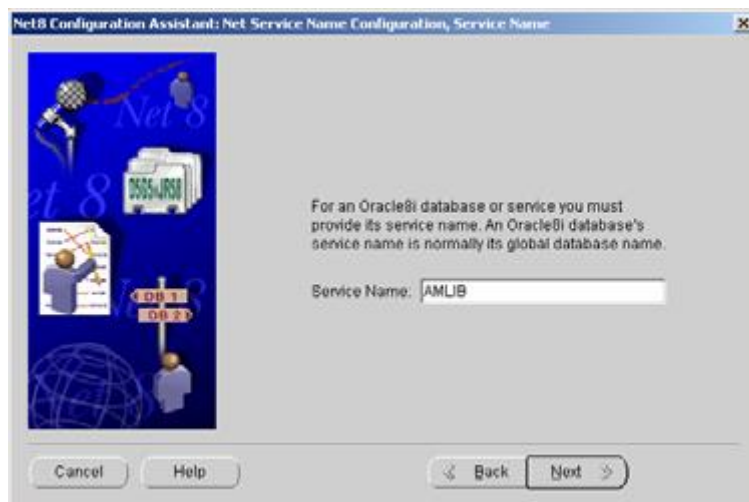 Net8 Configuration Assistant: Net Service Name Configuration, Service Name
Net 8
et 8
DSG5.JRS8
DB 1
DB 2
For an Oracle8i database or service you must
provide its service name. An Oracle8i database's
service name is normally its global database name.
Service Name: AMLIB
Cancel
Help
Back
Next